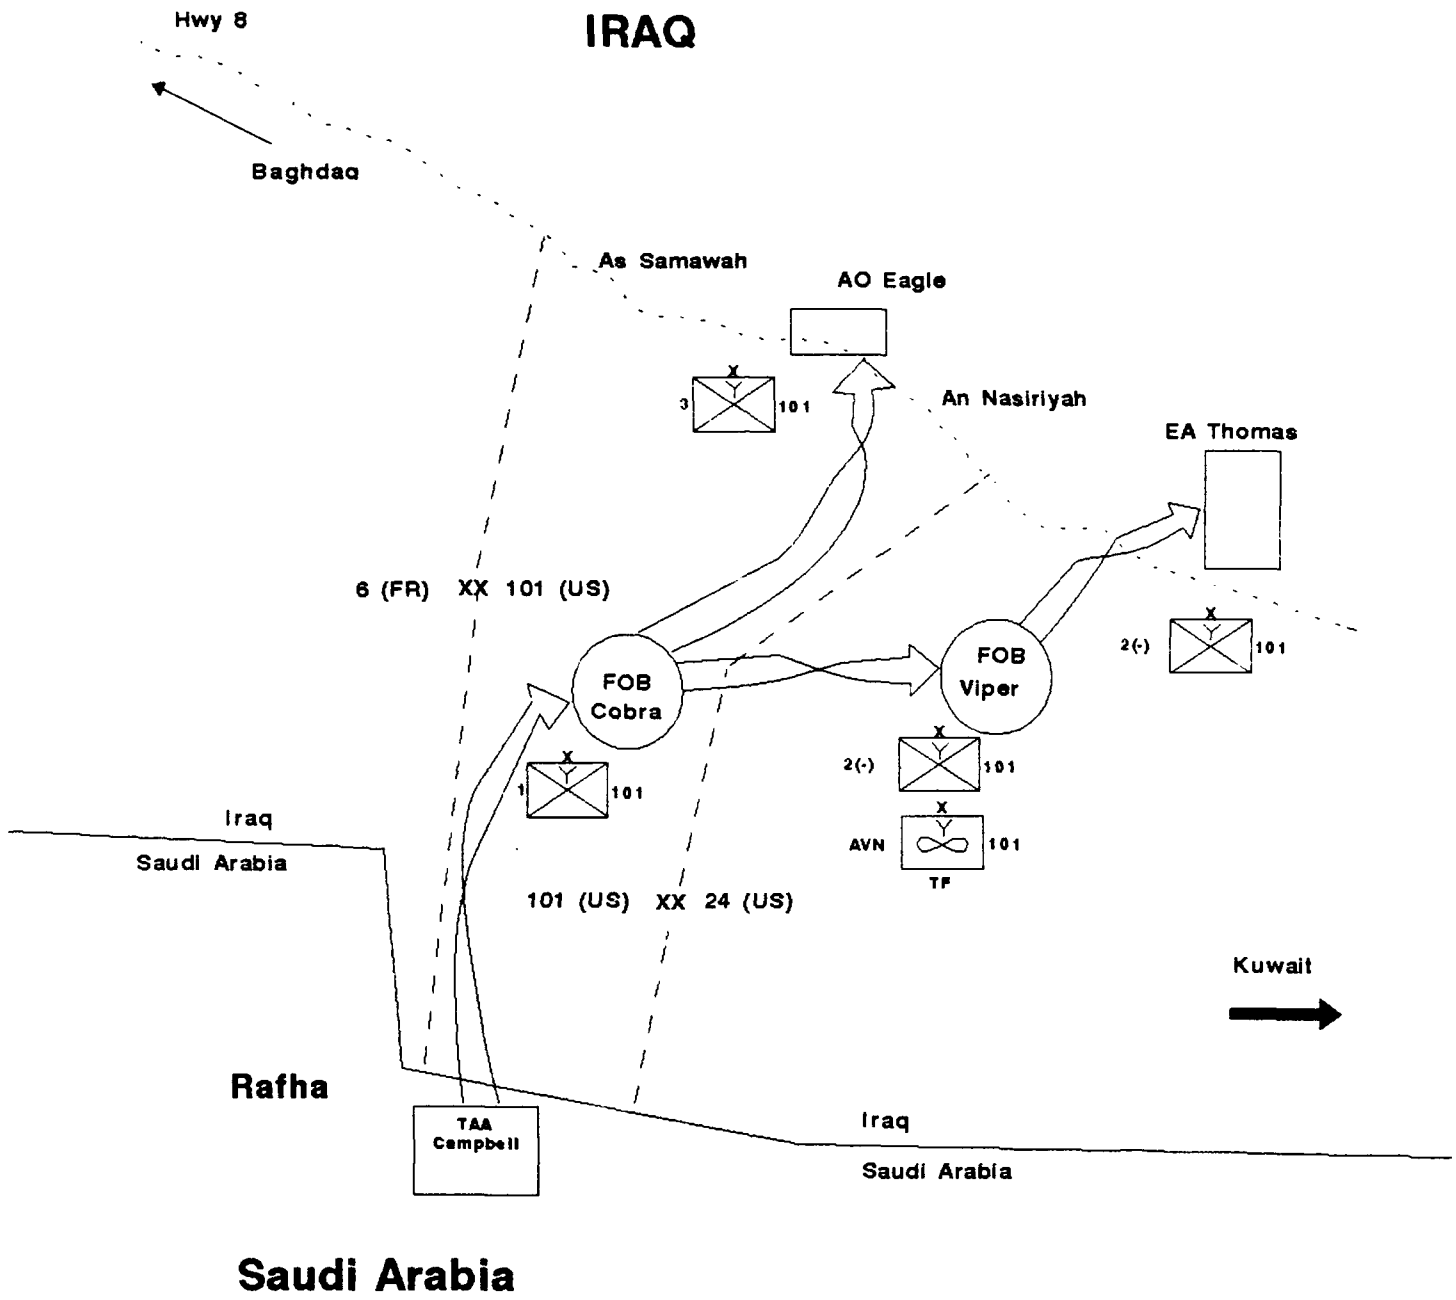 Hwy 8
IRAQ
Baghdad
As Samawah
AO Eagle
X
3 101
An Nasiriyah
EA Thomas
6 (FR) XX 101 (US)
X
2(-) 101
FOB
Cobra
FOB
Viper
X
1 101
X
2(-) 101
X
AVN 101
TF
Iraq
Saudi Arabia
101 (US) XX 24 (US)
Kuwait
Rafha
TAA
Campbell
Iraq
Saudi Arabia
Saudi Arabia